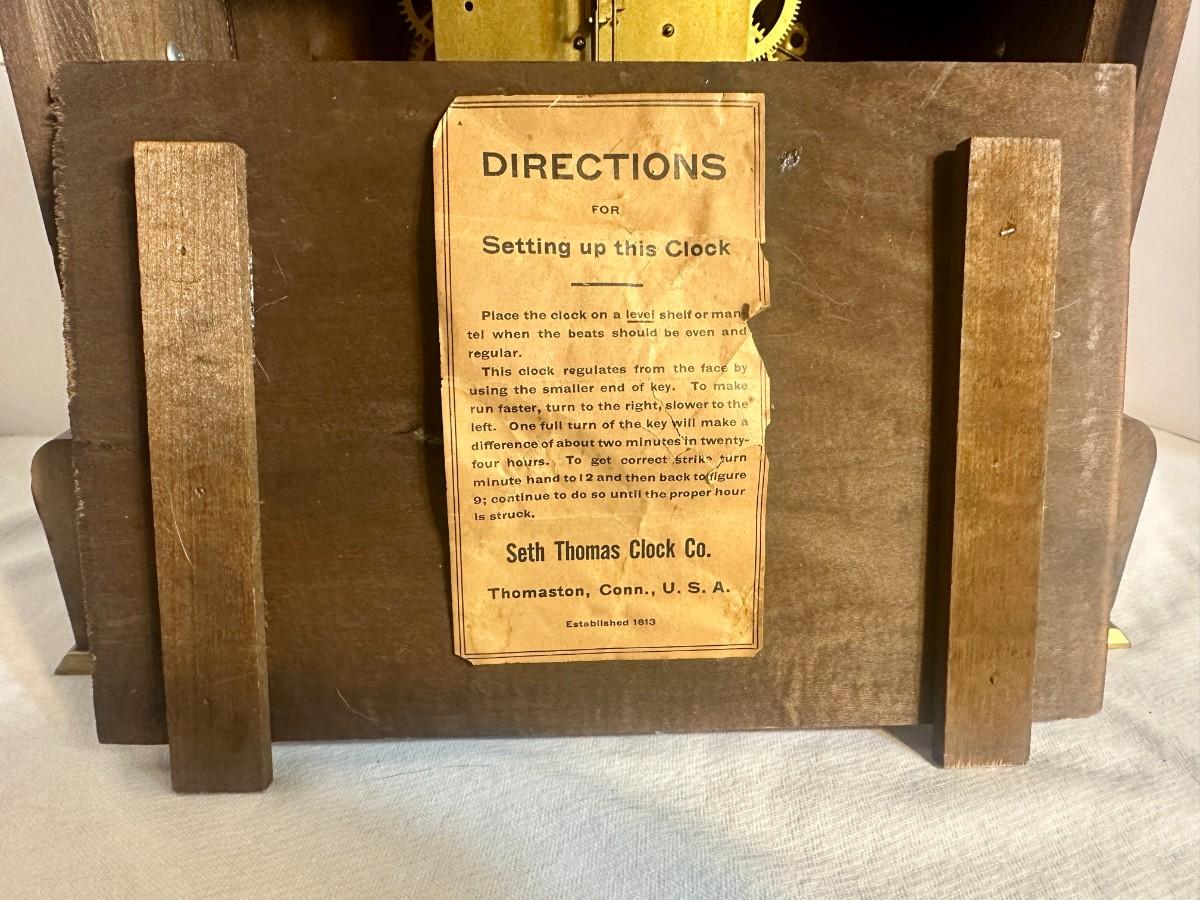 DIRECTIONS
FOR
Setting up this Clock
Place the clock on a level shelf or man-
tel when the beats should be even and
regular.
This clock regulates from the face by
using the smaller end of key. To make
run faster, turn to the right, slower to the
left. One full turn of the key will make a
difference of about two minutes in twenty-
four hours. To get correct strike turn
minute hand to 12 and then back to figure
9; continue to do so until the proper hour
is struck.
Seth Thomas Clock Co.
Thomaston, Conn., U. S. A.
Established 1813